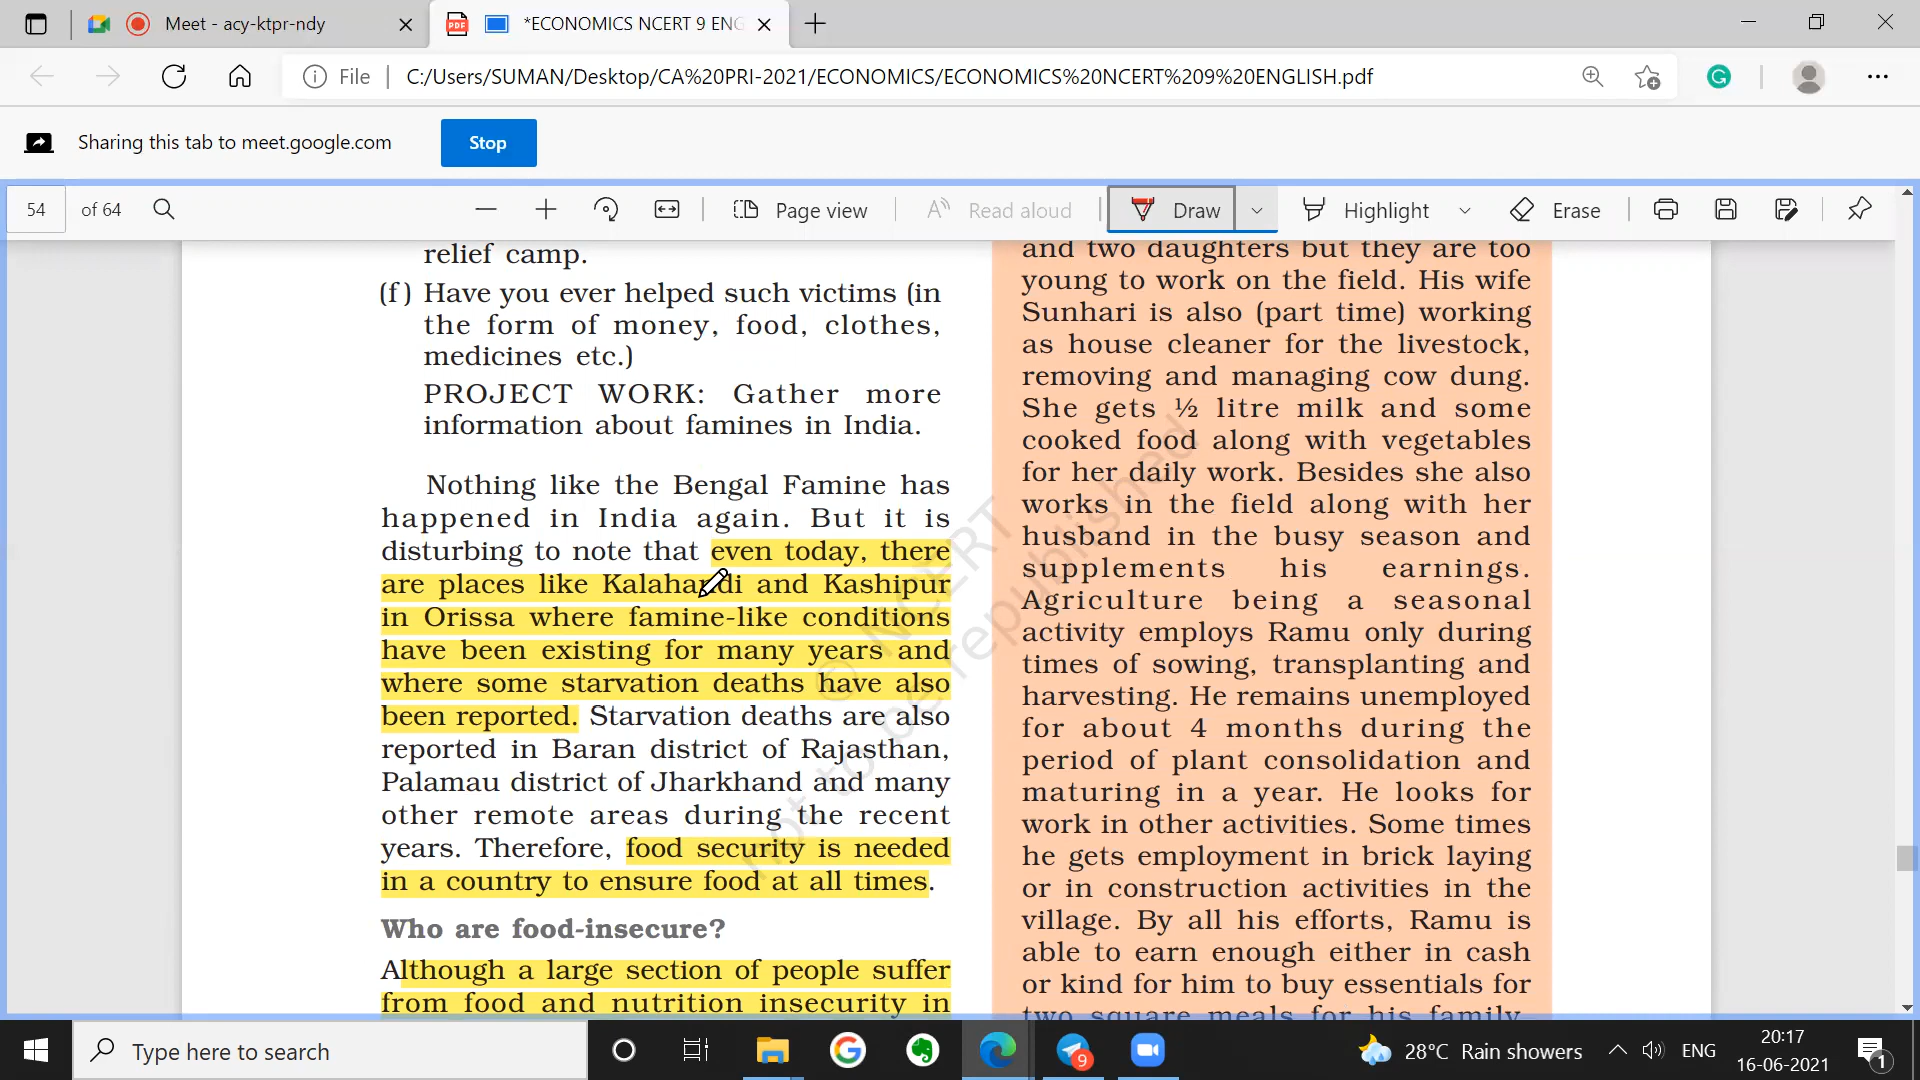 Meet - acy-ktpr-ndy
*ECONOMICS NCERT 9 ENG
File
C:/Users/SUMAN/Desktop/CA%20PRI-2021/ECONOMICS/ECONOMICS%20NCERT%209%20ENGLISH.pdf
Sharing this tab to meet.google.com
Stop
54 of 64
Page view
Read aloud
Draw
Highlight
Erase
relief camp.
(f) Have you ever helped such victims (in
the form of money, food, clothes,
medicines etc.)
PROJECT WORK: Gather more
information about famines in India.
Nothing like the Bengal Famine has
happened in India again. But it is
disturbing to note that even today, there
are places like Kalahandi and Kashipur
in Orissa where famine-like conditions
have been existing for many years and
where some starvation deaths have also
been reported. Starvation deaths are also
reported in Baran district of Rajasthan,
Palamau district of Jharkhand and many
other remote areas during the recent
years. Therefore, food security is needed
in a country to ensure food at all times.
Who are food-insecure?
Although a large section of people suffer
from food and nutrition insecurity in
and two daughters but they are too
young to work on the field. His wife
Sunhari is also (part time) working
as house cleaner for the livestock,
removing and managing cow dung.
She gets ½ litre milk and some
cooked food along with vegetables
for her daily work. Besides she also
works in the field along with her
husband in the busy season and
supplements his earnings.
Agriculture being a seasonal
activity employs Ramu only during
times of sowing, transplanting and
harvesting. He remains unemployed
for about 4 months during the
period of plant consolidation and
maturing in a year. He looks for
work in other activities. Some times
he gets employment in brick laying
or in construction activities in the
village. By all his efforts, Ramu is
able to earn enough either in cash
or kind for him to buy essentials for
two square meals for his family.
© NCERT
not to be republished
Type here to search
9
28°C Rain showers
ENG
20:17
16-06-2021
1